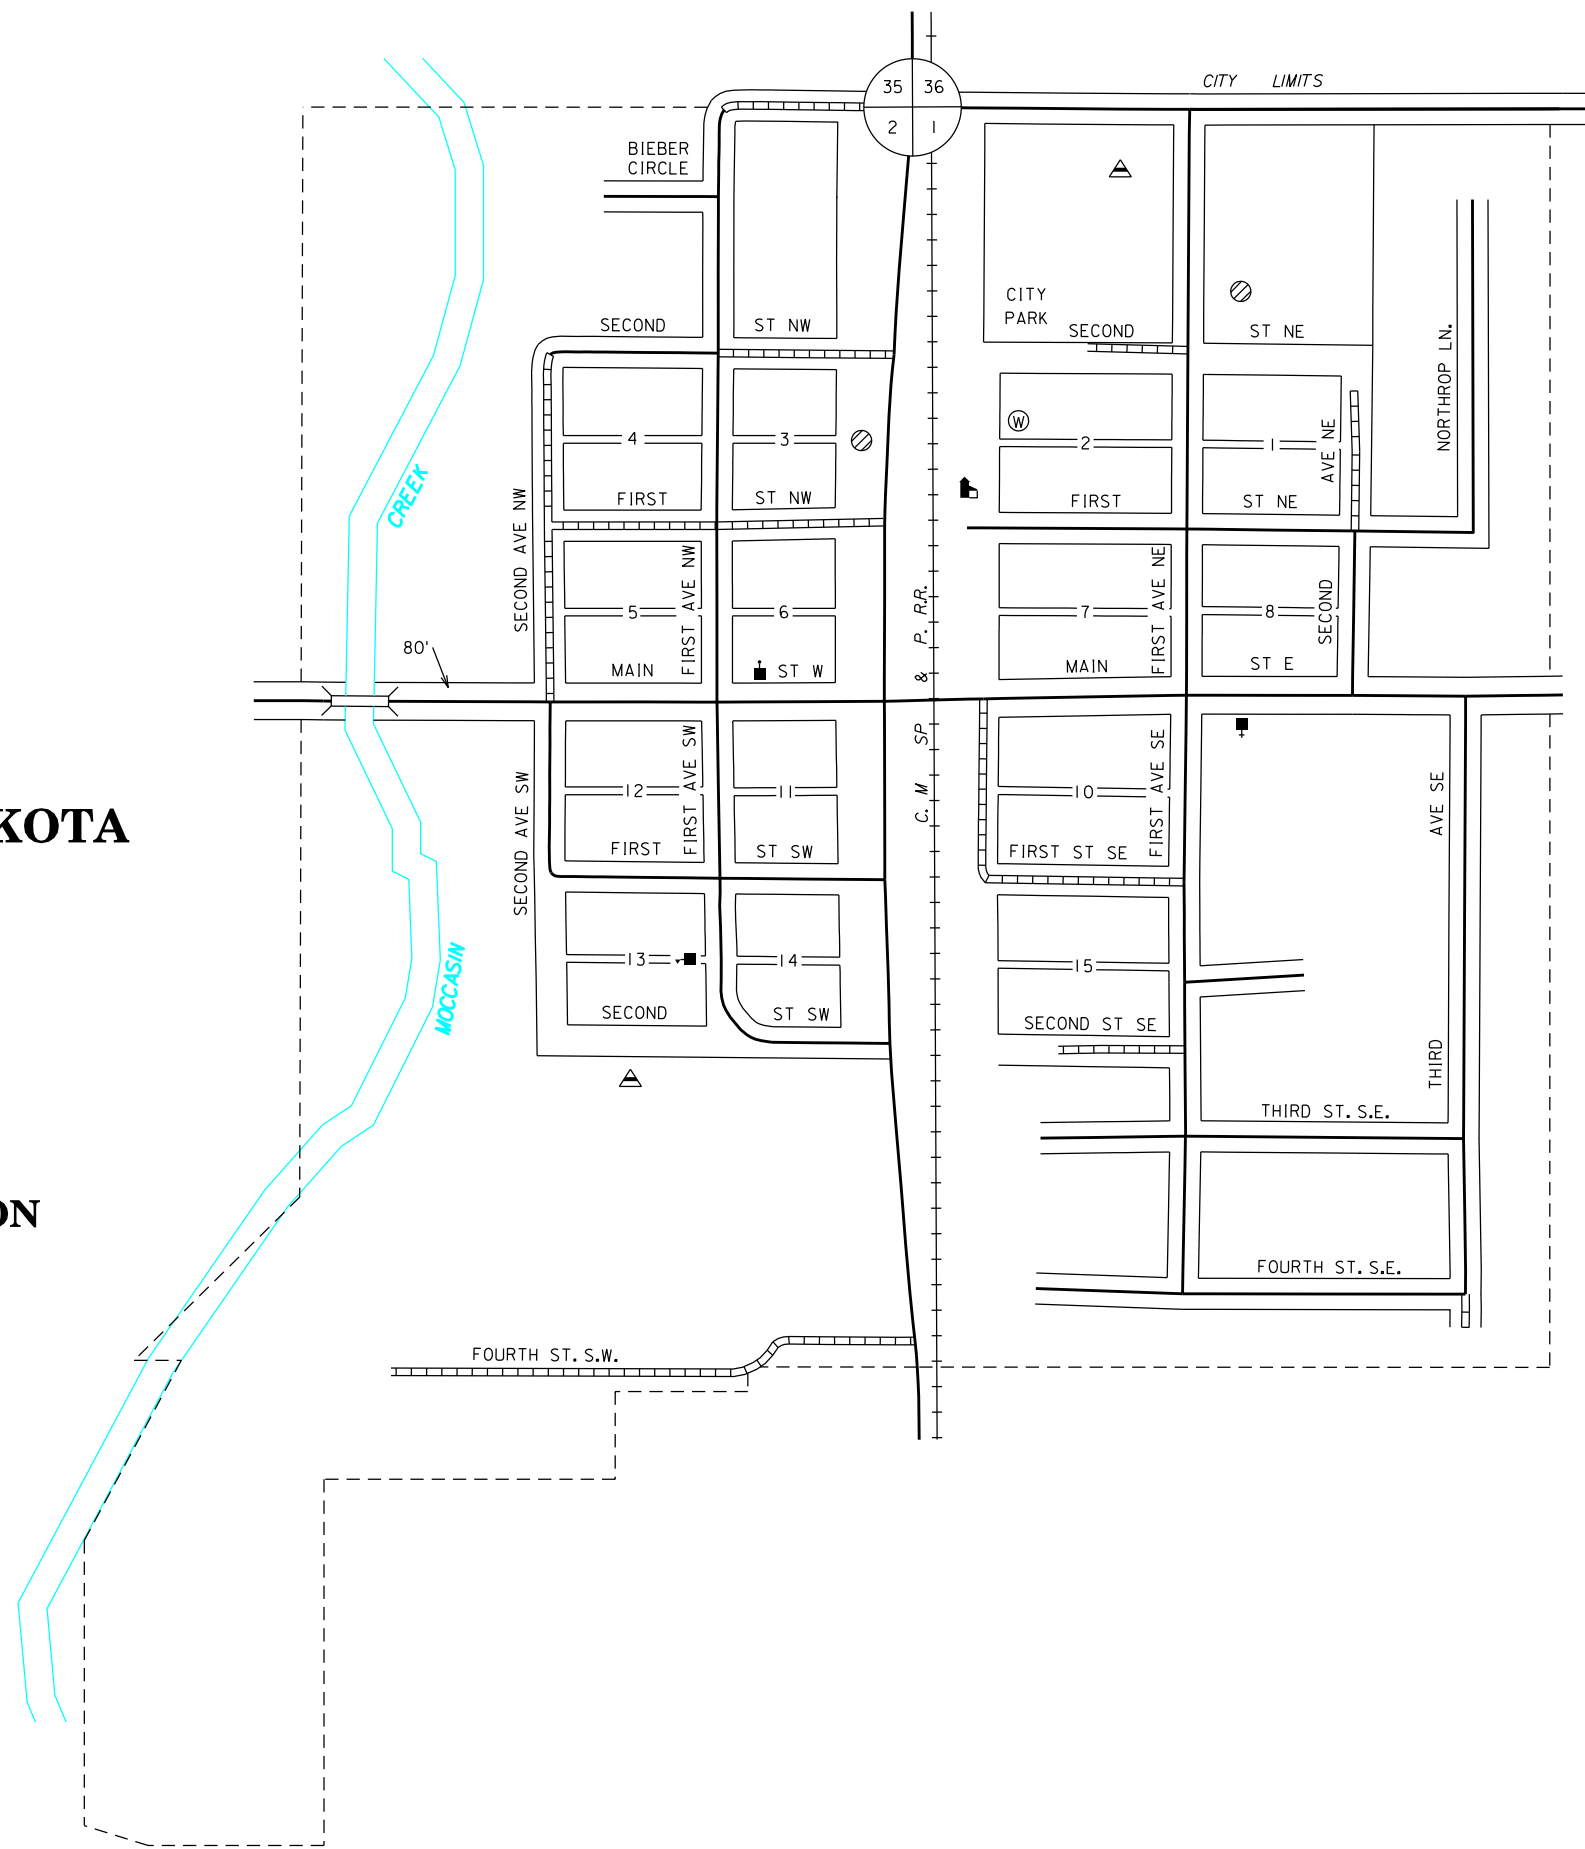 CITY LIMITS
35 36
2 1
BIEBER
CIRCLE
CITY
PARK
SECOND ST NW
SECOND ST NE
NORTHROP LN.
4
3
W
2
1
AVE NE
FIRST ST NW
FIRST ST NE
CREEK
SECOND AVE NW
FIRST AVE NW
FIRST AVE NE
SECOND
5
6
7
8
C. M SP & P. R.R.
80'
MAIN ST W
MAIN ST E
12
11
10
FIRST AVE SW
FIRST AVE SE
AVE SE
KOTA
SECOND AVE SW
FIRST ST SW
FIRST ST SE
MOCCASIN
13
14
15
SECOND ST SW
SECOND ST SE
THIRD
THIRD ST. S.E.
ON
FOURTH ST. S.E.
FOURTH ST. S.W.